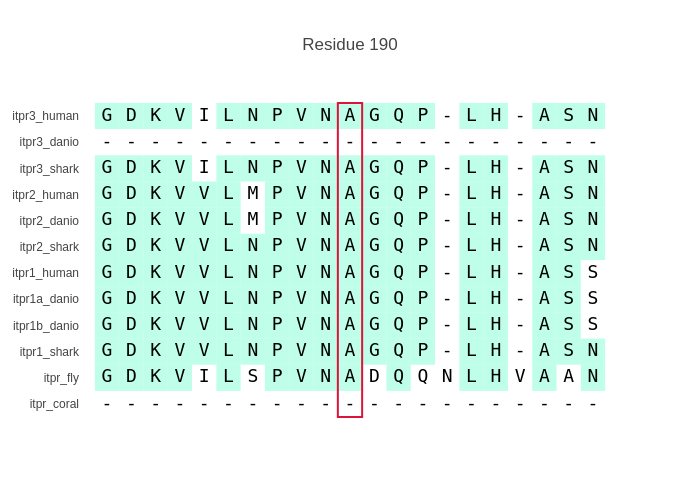 Residue 190
itpr3_human G D K V I L N P V N A G Q P - L H - A S N
itpr3_danio - - - - - - - - - - - - - - - - - - - - -
itpr3_shark G D K V I L N P V N A G Q P - L H - A S N
itpr2_human G D K V V L M P V N A G Q P - L H - A S N
itpr2_danio G D K V V L M P V N A G Q P - L H - A S N
itpr2_shark G D K V V L N P V N A G Q P - L H - A S N
itpr1_human G D K V V L N P V N A G Q P - L H - A S S
itpr1a_danio G D K V V L N P V N A G Q P - L H - A S S
itpr1b_danio G D K V V L N P V N A G Q P - L H - A S S
itpr1_shark G D K V V L N P V N A G Q P - L H - A S N
itpr_fly G D K V I L S P V N A D Q Q N L H V A A N
itpr_coral - - - - - - - - - - - - - - - - - - - - -